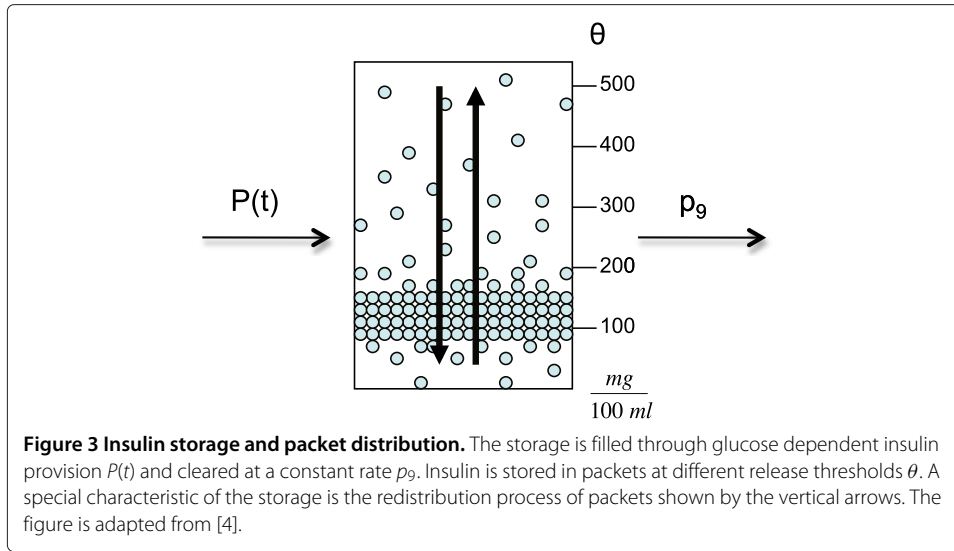 θ
500
400
300
200
100
P(t)
p9
mg
100 ml
Figure 3 Insulin storage and packet distribution. The storage is filled through glucose dependent insulin
provision P(t) and cleared at a constant rate p9. Insulin is stored in packets at different release thresholds θ. A
special characteristic of the storage is the redistribution process of packets shown by the vertical arrows. The
figure is adapted from [4].